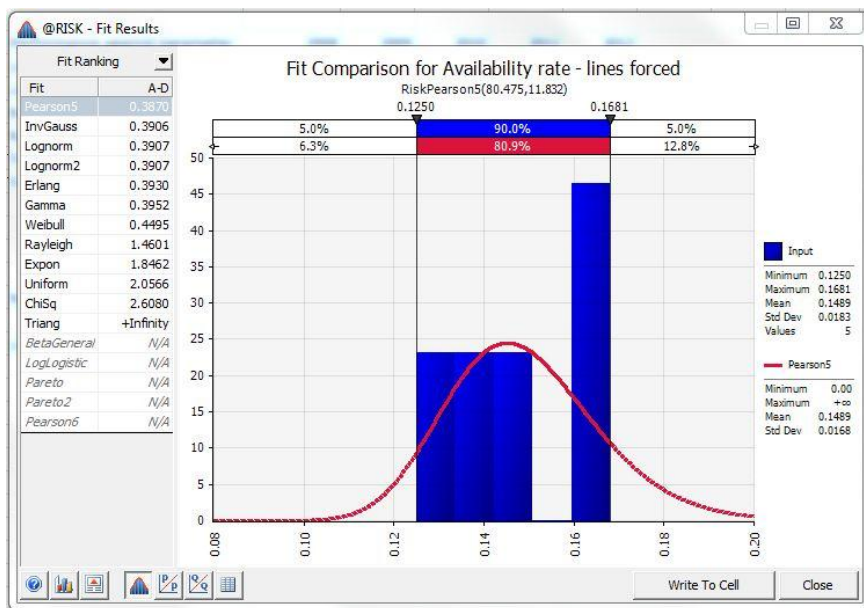 @RISK - Fit Results
Fit Ranking
Fit A-D
Pearson5 0.3870
InvGauss 0.3906
Lognorm 0.3907
Lognorm2 0.3907
Erlang 0.3930
Gamma 0.3952
Weibull 0.4495
Rayleigh 1.4601
Expon 1.8462
Uniform 2.0566
ChiSq 2.6080
Triang +Infinity
BetaGeneral N/A
LogLogistic N/A
Pareto N/A
Pareto2 N/A
Pearson6 N/A
Fit Comparison for Availability rate - lines forced
RiskPearson5(80.475,11.832)
0.1250 0.1681
5.0% 90.0% 5.0%
6.3% 80.9% 12.8%
50
45
40
35
30
25
20
15
10
5
0
0.08 0.10 0.12 0.14 0.16 0.18 0.20
Input
Minimum 0.1250
Maximum 0.1681
Mean 0.1489
Std Dev 0.0183
Values 5
Pearson5
Minimum 0.00
Maximum +∞
Mean 0.1489
Std Dev 0.0168
P/P
Q/Q
Write To Cell
Close